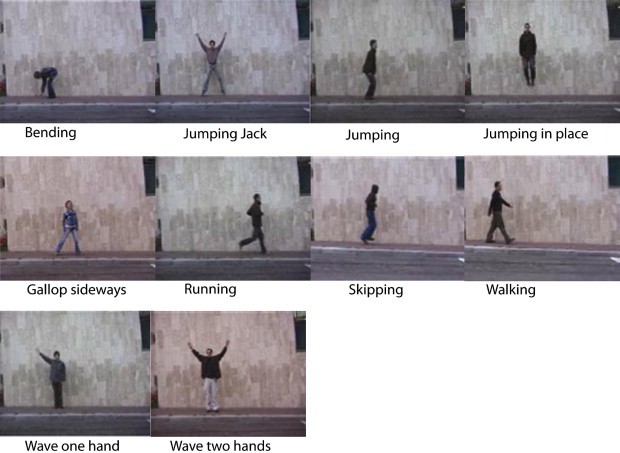 Bending
Jumping Jack
Jumping
Jumping in place
Gallop sideways
Running
Skipping
Walking
Wave one hand
Wave two hands